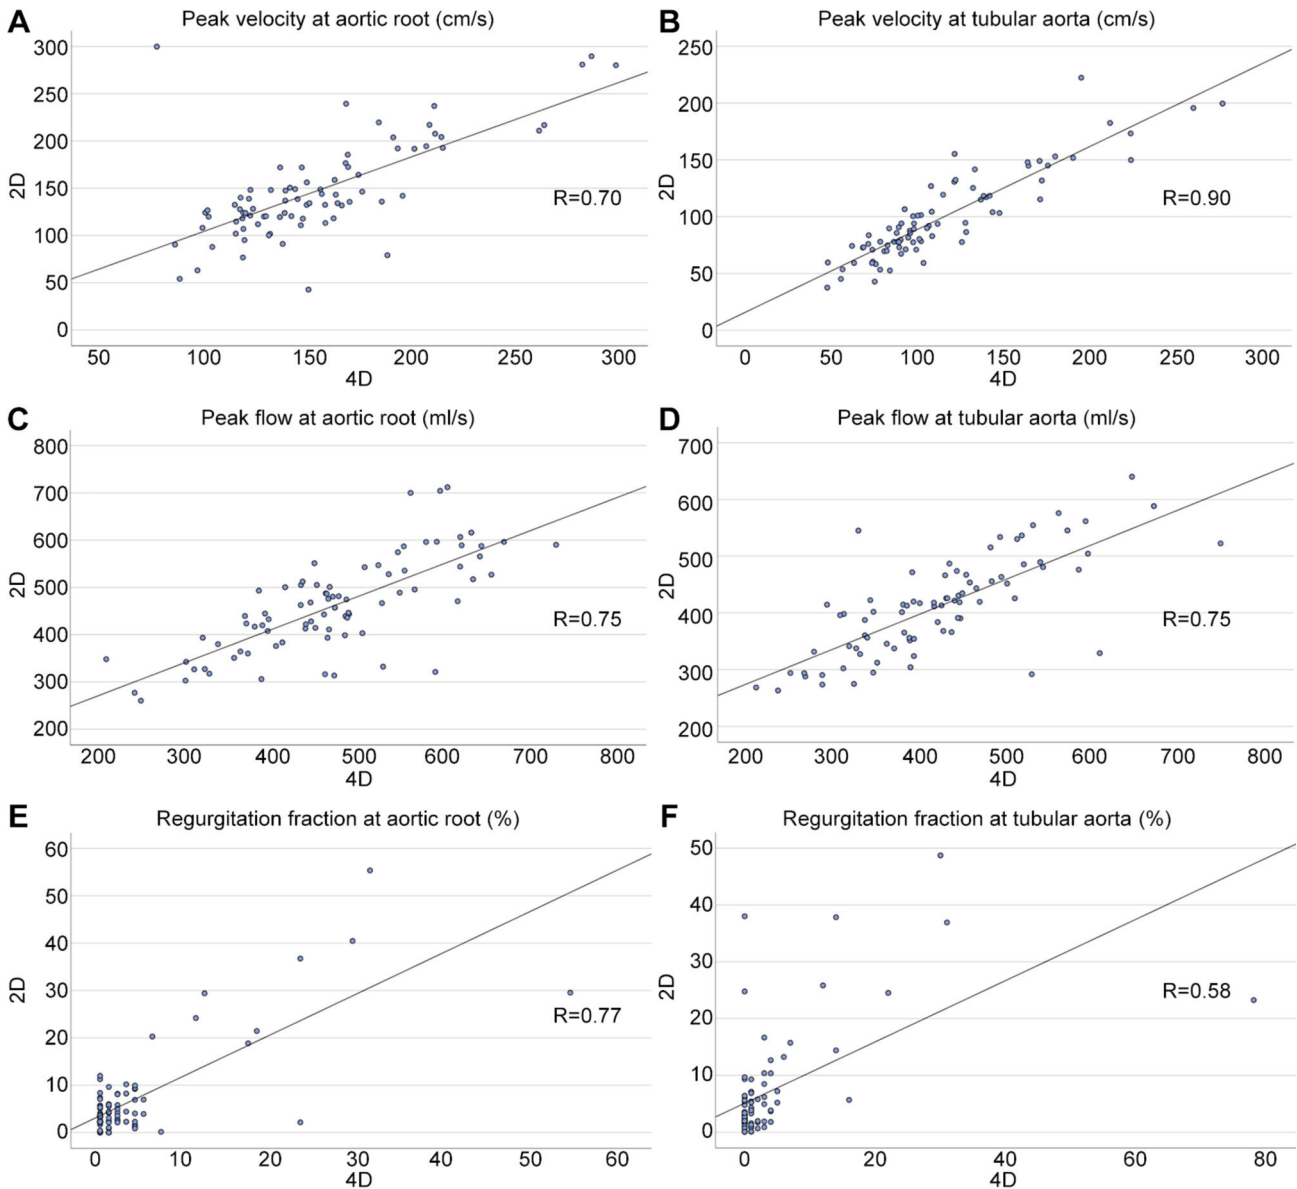 A Peak velocity at aortic root (cm/s)
300
250
200
150
100
50
0
2D
R=0.70
50 100 150 200 250 300
4D
B Peak velocity at tubular aorta (cm/s)
250
200
150
100
50
0
2D
R=0.90
0 50 100 150 200 250 300
4D
C Peak flow at aortic root (ml/s)
800
700
600
500
400
300
200
2D
R=0.75
200 300 400 500 600 700 800
4D
D Peak flow at tubular aorta (ml/s)
700
600
500
400
300
200
2D
R=0.75
200 300 400 500 600 700 800
4D
E Regurgitation fraction at aortic root (%)
60
50
40
30
20
10
0
2D
R=0.77
0 10 20 30 40 50 60
4D
F Regurgitation fraction at tubular aorta (%)
50
40
30
20
10
0
2D
R=0.58
0 20 40 60 80
4D